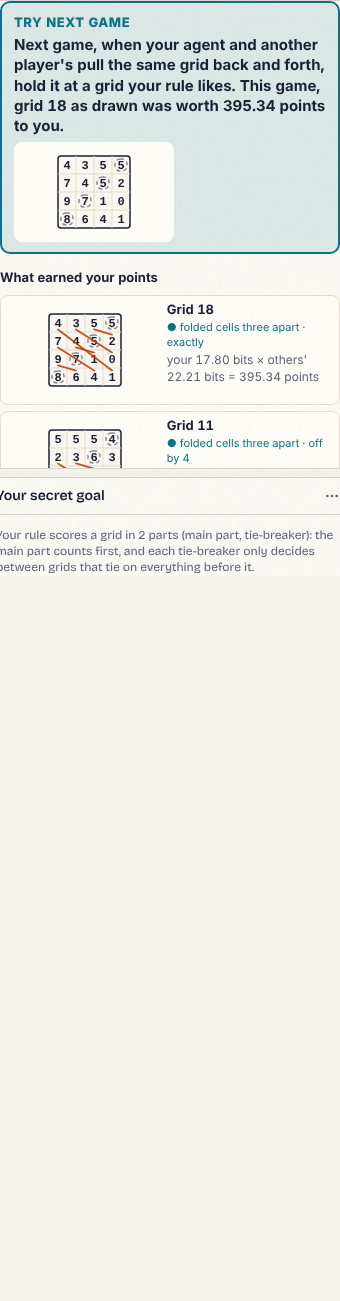 TRY NEXT GAME
Next game, when your agent and another
player's pull the same grid back and forth,
hold it at a grid your rule likes. This game,
grid 18 as drawn was worth 395.34 points
to you.
4 3 5 5
7 4 5 2
9 7 1 0
8 6 4 1
What earned your points
Grid 18
● folded cells three apart ·
exactly
your 17.80 bits × others'
22.21 bits = 395.34 points
4 3 5 5
7 4 5 2
9 7 1 0
8 6 4 1
Grid 11
● folded cells three apart · off
by 4
5 5 5 4
2 3 6 3
Your secret goal
···
Your rule scores a grid in 2 parts (main part, tie-breaker): the
main part counts first, and each tie-breaker only decides
between grids that tie on everything before it.